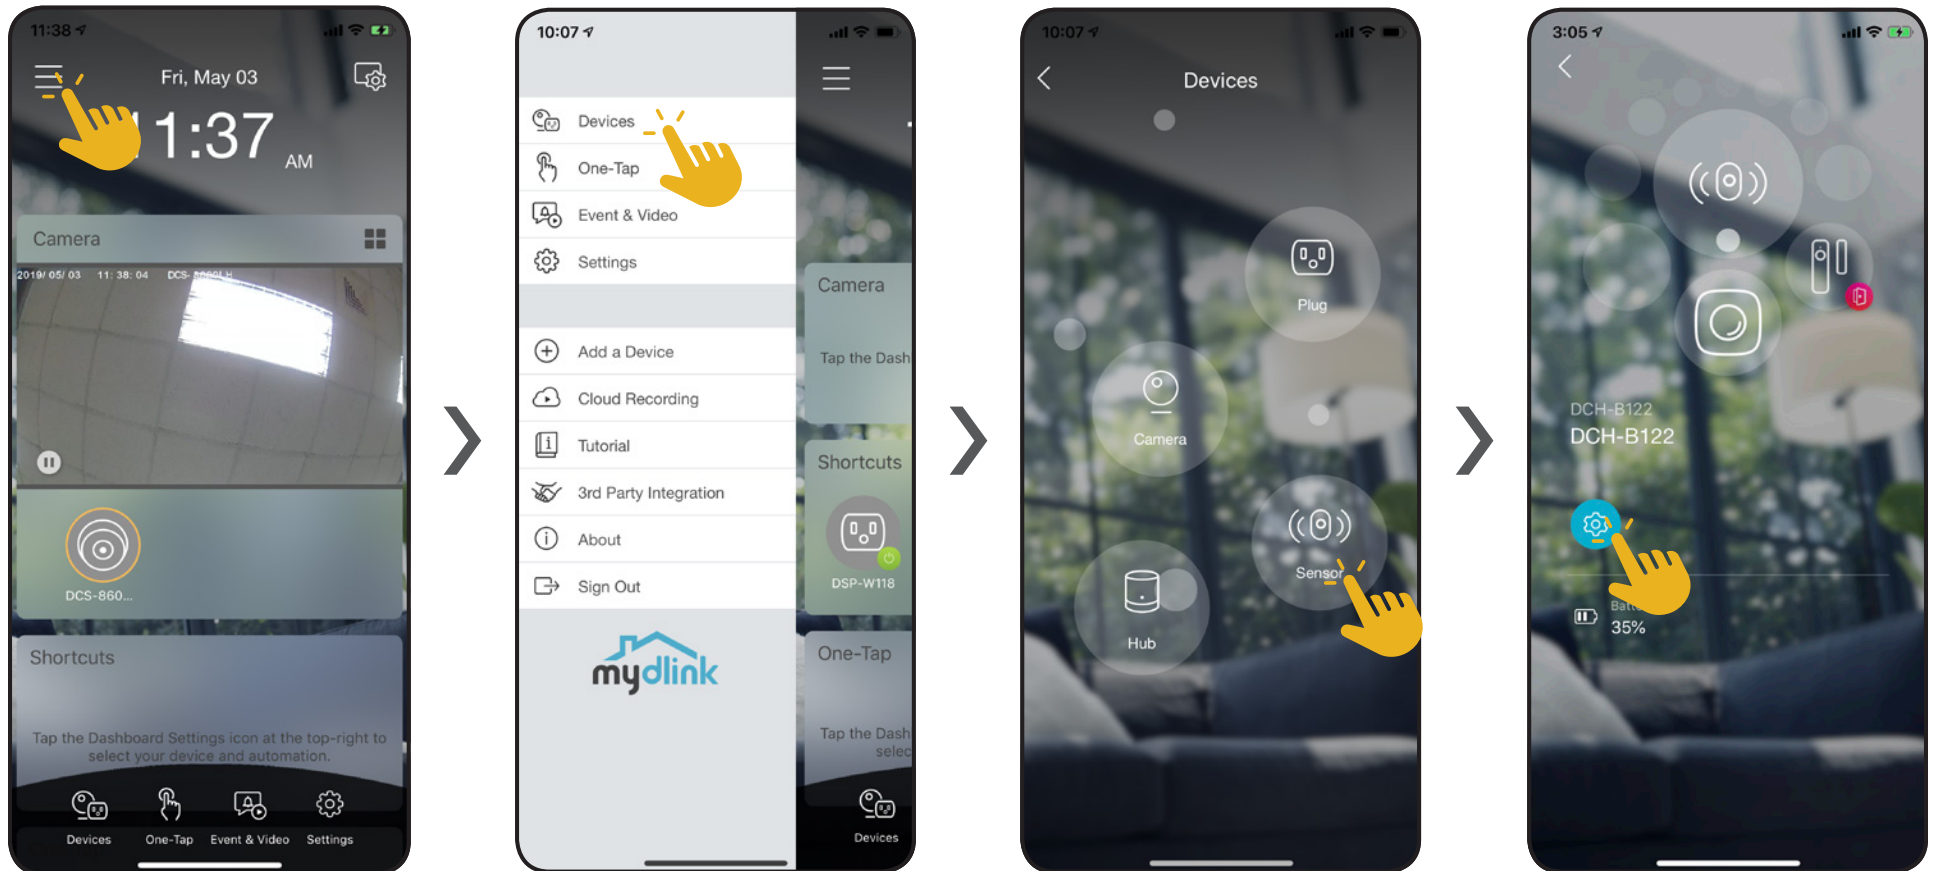 11:38
Fri, May 03
11:37 AM
Camera
2019/ 05/ 03 11: 38: 04 DCS-
DCS-860...
Shortcuts
Tap the Dashboard Settings icon at the top-right to
select your device and automation.
Devices One-Tap Event & Video Settings
10:07
Devices
One-Tap
Event & Video
Settings
Add a Device
Cloud Recording
Tutorial
3rd Party Integration
About
Sign Out
mydlink
Camera
Tap the Dash
Shortcuts
DSP-W118
One-Tap
Tap the Dash
selec
Devices
10:07
Devices
Plug
Camera
Sensor
Hub
3:05
DCH-B122
DCH-B122
35%